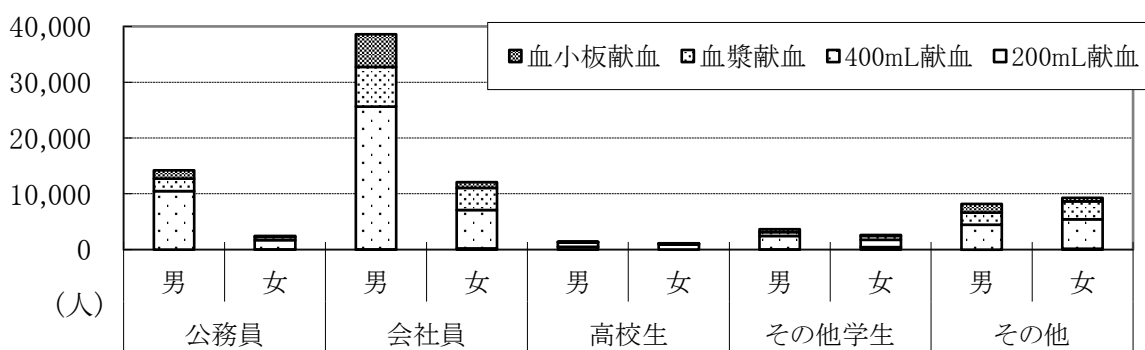 40,000
30,000
20,000
10,000
0
血小板献血 血漿献血 400mL献血 200mL献血
男 女 男 女 男 女 男 女 男 女
(人)
公務員 会社員 高校生 その他学生 その他